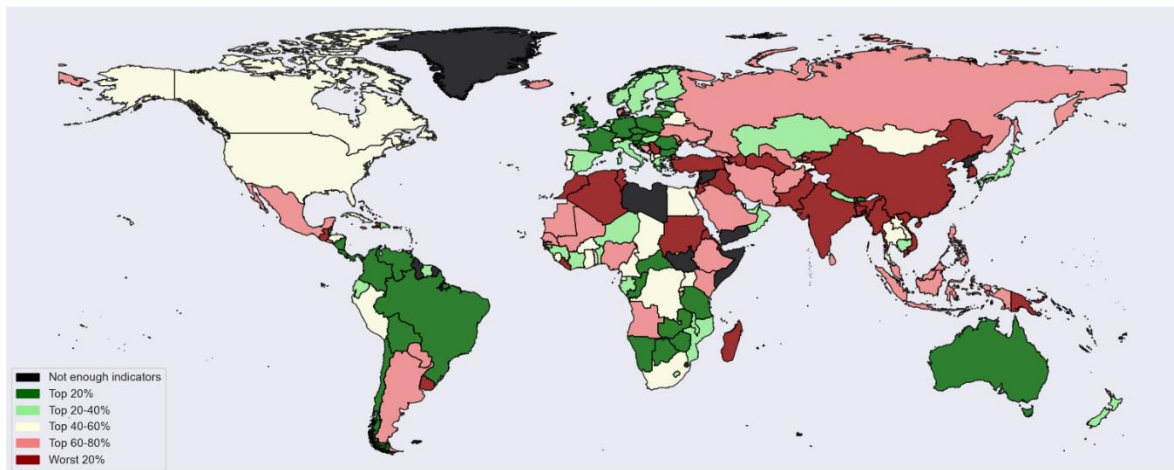 Not enough indicators
Top 20%
Top 20-40%
Top 40-60%
Top 60-80%
Worst 20%